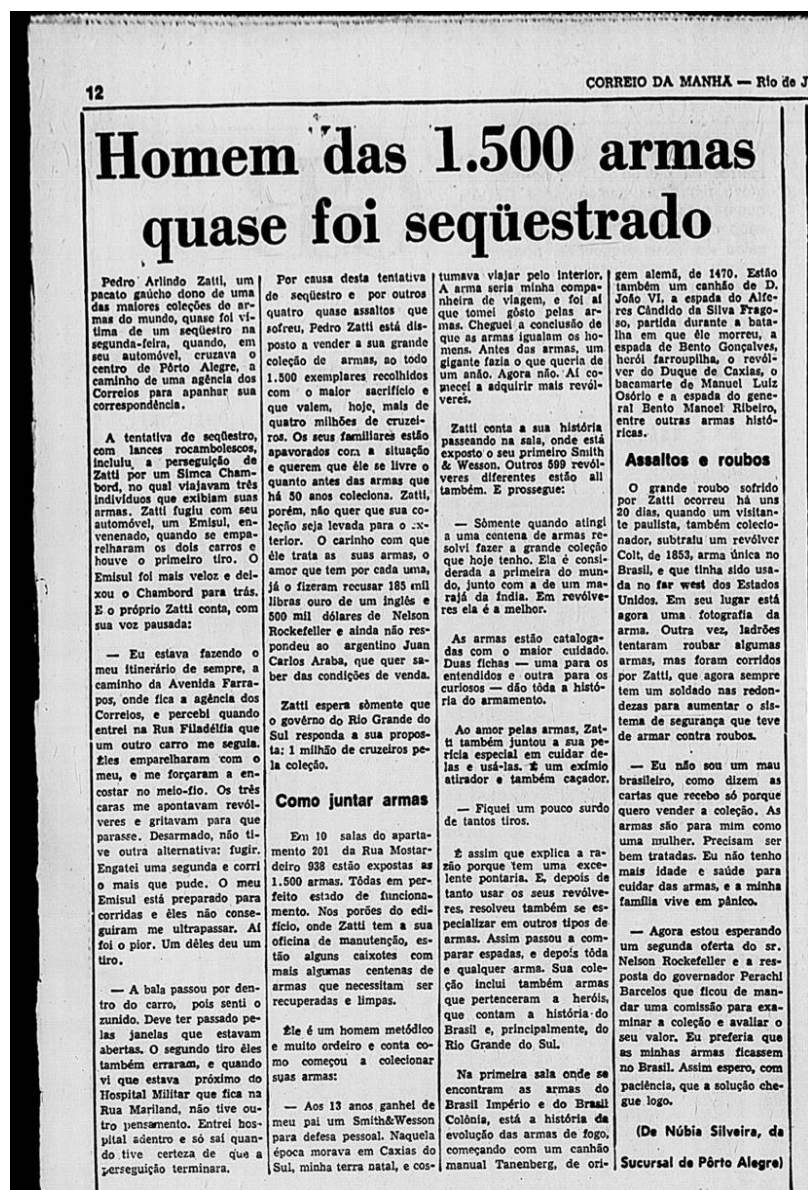 12
CORREIO DA MANHÃ — Rio de J
Homem das 1.500 armas
quase foi seqüestrado
Pedro Arlindo Zatti, um
pacato gaúcho dono de uma
das maiores coleções de ar-
mas do mundo, quase foi ví-
tima de um seqüestro na
segunda-feira, quando, em
seu automóvel, cruzava o
centro de Pôrto Alegre, a
caminho de uma agência dos
Correios para apanhar sua
correspondência.
A tentativa de seqüestro,
com lances rocambolescos,
incluiu a perseguição de
Zatti por um Simca Cham-
bord, no qual viajavam três
indivíduos que exibiam suas
armas. Zatti fugiu com seu
automóvel, um Emisul, en-
venenado, quando se empa-
relharam os dois carros e
houve o primeiro tiro. O
Emisul foi mais veloz e dei-
xou o Chambord para trás.
E o próprio Zatti conta, com
sua voz pausada:
— Eu estava fazendo o
meu itinerário de sempre, a
caminho da Avenida Farra-
pos, onde fica a agência dos
Correios, e percebi quando
entrei na Rua Filadélfia que
um outro carro me seguia.
Êles emparelharam com o
meu, e me forçaram a en-
costar no meio-fio. Os três
caras me apontavam revól-
veres e gritavam para que
parasse. Desarmado, não ti-
ve outra alternativa: fugir.
Engatei uma segunda e corri
o mais que pude. O meu
Emisul está preparado para
corridas e êles não conse-
guiram me ultrapassar. Aí
foi o pior. Um dêles deu um
tiro.
— A bala passou por den-
tro do carro, pois senti o
zunido. Deve ter passado pe-
las janelas que estavam
abertas. O segundo tiro êles
também erraram, e quando
vi que estava próximo do
Hospital Militar que fica na
Rua Mariland, não tive ou-
tro pensamento. Entrei hos-
pital adentro e só saí quan-
do tive certeza de que a
perseguição terminara.
Por causa desta tentativa
de seqüestro e por outros
quatro quase assaltos que
sofreu, Pedro Zatti está dis-
posto a vender a sua grande
coleção de armas, ao todo
1.500 exemplares recolhidos
com o maior sacrifício e
que valem, hoje, mais de
quatro milhões de cruzei-
ros. Os seus familiares estão
apavorados com a situação
e querem que êle se livre o
quanto antes das armas que
há 50 anos coleciona. Zatti,
porém, não quer que sua co-
leção seja levada para o ex-
terior. O carinho com que
êle trata as suas armas, o
amor que tem por cada uma,
já o fizeram recusar 185 mil
libras ouro de um inglês e
500 mil dólares de Nelson
Rockefeller e ainda não res-
pondeu ao argentino Juan
Carlos Araba, que quer sa-
ber das condições de venda.
Zatti espera sòmente que
o govêrno do Rio Grande do
Sul responda a sua propos-
ta: 1 milhão de cruzeiros pe-
la coleção.
Como juntar armas
Em 10 salas do aparta-
mento 201 da Rua Mostar-
deiro 938 estão expostas as
1.500 armas. Tôdas em per-
feito estado de funciona-
mento. Nos porões do edi-
fício, onde Zatti tem a sua
oficina de manutenção, es-
tão alguns caixotes com
mais algumas centenas de
armas que necessitam ser
recuperadas e limpas.
Êle é um homem metódico
e muito ordeiro e conta co-
mo começou a colecionar
suas armas:
— Aos 13 anos ganhei de
meu pai um Smith&Wesson
para defesa pessoal. Naquela
época morava em Caxias do
Sul, minha terra natal, e cos-
tumava viajar pelo interior.
A arma seria minha compa-
nheira de viagem, e foi aí
que tomei gôsto pelas ar-
mas. Cheguei a conclusão de
que as armas igualam os ho-
mens. Antes das armas, um
gigante fazia o que queria de
um anão. Agora não. Aí co-
mecei a adquirir mais revól-
veres.
Zatti conta a sua história
passeando na sala, onde está
exposto o seu primeiro Smith
& Wesson. Outros 599 revól-
veres diferentes estão ali
também. E prossegue:
— Sòmente quando atingi
a uma centena de armas re-
solvi fazer a grande coleção
que hoje tenho. Ela é consi-
derada a primeira do mun-
do, junto com a de um ma-
rajá da Índia. Em revólve-
res ela é a melhor.
As armas estão cataloga-
das com o maior cuidado.
Duas fichas — uma para os
entendidos e outra para os
curiosos — dão tôda a histó-
ria do armamento.
Ao amor pelas armas, Zat-
ti também juntou a sua pe-
rícia especial em cuidar de-
las e usá-las. É um exímio
atirador e também caçador.
— Fiquei um pouco surdo
de tantos tiros.
É assim que explica a ra-
zão porque tem uma exce-
lente pontaria. E, depois de
tanto usar os seus revólve-
res, resolveu também se es-
pecializar em outros tipos de
armas. Assim passou a com-
parar espadas, e depois tôda
e qualquer arma. Sua cole-
ção inclui também armas
que pertenceram a heróis,
que contam a história do
Brasil e, principalmente, do
Rio Grande do Sul.
Na primeira sala onde se
encontram as armas do
Brasil Império e do Brasil
Colônia, está a história da
evolução das armas de fogo,
começando com um canhão
manual Tanenberg, de ori-
gem alemã, de 1470. Estão
também um canhão de D.
João VI, a espada do Alfe-
res Cândido da Silva Frago-
so, partida durante a bata-
lha em que êle morreu, a
espada de Bento Gonçalves,
herói farroupilha, o revól-
ver do Duque de Caxias, o
bacamarte de Manuel Luiz
Osório e a espada do gene-
ral Bento Manoel Ribeiro,
entre outras armas histó-
ricas.
Assaltos e roubos
O grande roubo sofrido
por Zatti ocorreu há uns
20 dias, quando um visitan-
te paulista, também colecio-
nador, subtraiu um revólver
Colt, de 1853, arma única no
Brasil, e que tinha sido usa-
da no far west dos Estados
Unidos. Em seu lugar está
agora uma fotografia da
arma. Outra vez, ladrões
tentaram roubar algumas
armas, mas foram corridos
por Zatti, que agora sempre
tem um soldado nas redon-
dezas para aumentar o sis-
tema de segurança que teve
de armar contra roubos.
— Eu não sou um mau
brasileiro, como dizem as
cartas que recebo só porque
quero vender a coleção. As
armas são para mim como
uma mulher. Precisam ser
bem tratadas. Eu não tenho
mais idade e saúde para
cuidar das armas, e a minha
família vive em pânico.
— Agora estou esperando
um segunda oferta do sr.
Nelson Rockefeller e a res-
posta do governador Perachi
Barcelos que ficou de man-
dar uma comissão para exa-
minar a coleção e avaliar o
seu valor. Eu preferia que
as minhas armas ficassem
no Brasil. Assim espero, com
paciência, que a solução che-
gue logo.
(De Núbia Silveira, da
Sucursal de Pôrto Alegre)